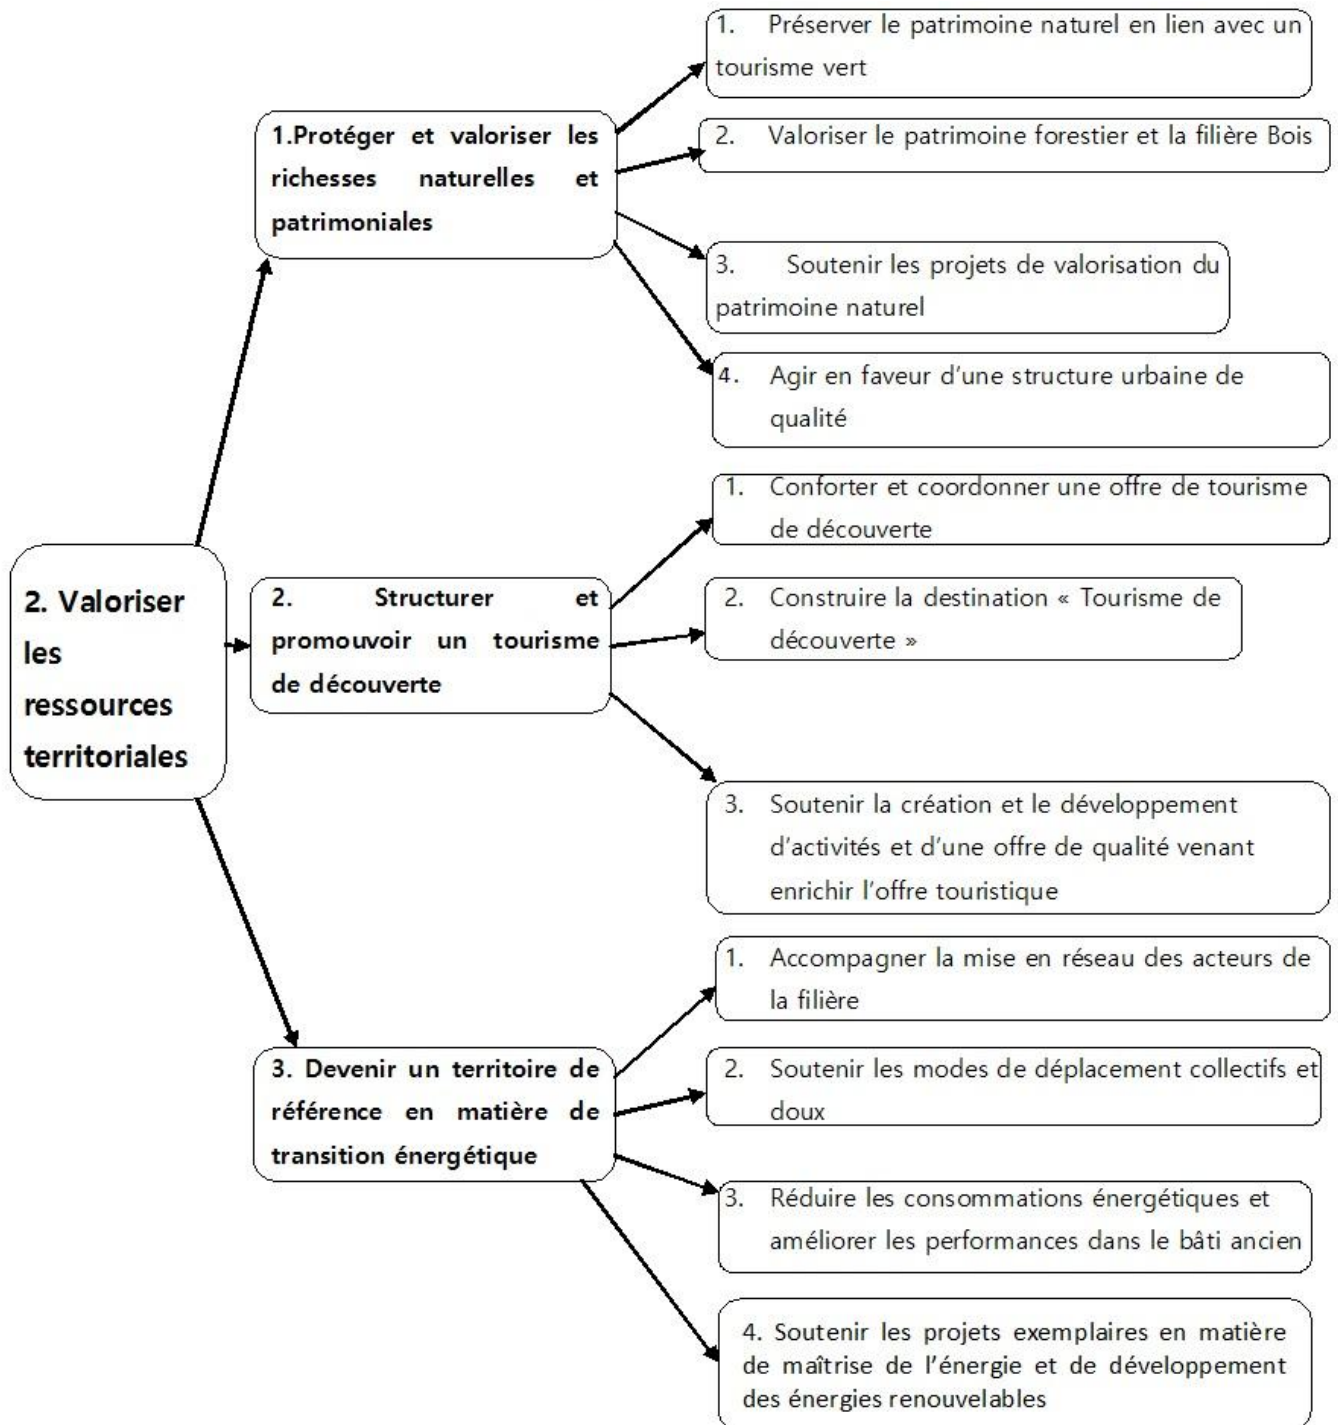 2. Valoriser
les
ressources
territoriales
1.Protéger et valoriser les
richesses naturelles et
patrimoniales
1. Préserver le patrimoine naturel en lien avec un
tourisme vert
2. Valoriser le patrimoine forestier et la filière Bois
3. Soutenir les projets de valorisation du
patrimoine naturel
4. Agir en faveur d'une structure urbaine de
qualité
2. Structurer et
promouvoir un tourisme
de découverte
1. Conforter et coordonner une offre de tourisme
de découverte
2. Construire la destination « Tourisme de
découverte »
3. Soutenir la création et le développement
d'activités et d'une offre de qualité venant
enrichir l'offre touristique
3. Devenir un territoire de
référence en matière de
transition énergétique
1. Accompagner la mise en réseau des acteurs de
la filière
2. Soutenir les modes de déplacement collectifs et
doux
3. Réduire les consommations énergétiques et
améliorer les performances dans le bâti ancien
4. Soutenir les projets exemplaires en matière
de maîtrise de l'énergie et de développement
des énergies renouvelables